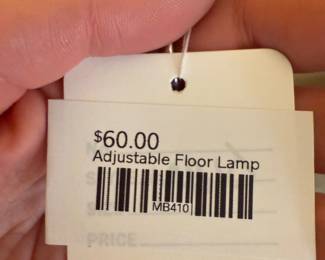 $60.00
Adjustable Floor Lamp
MB410
PRICE